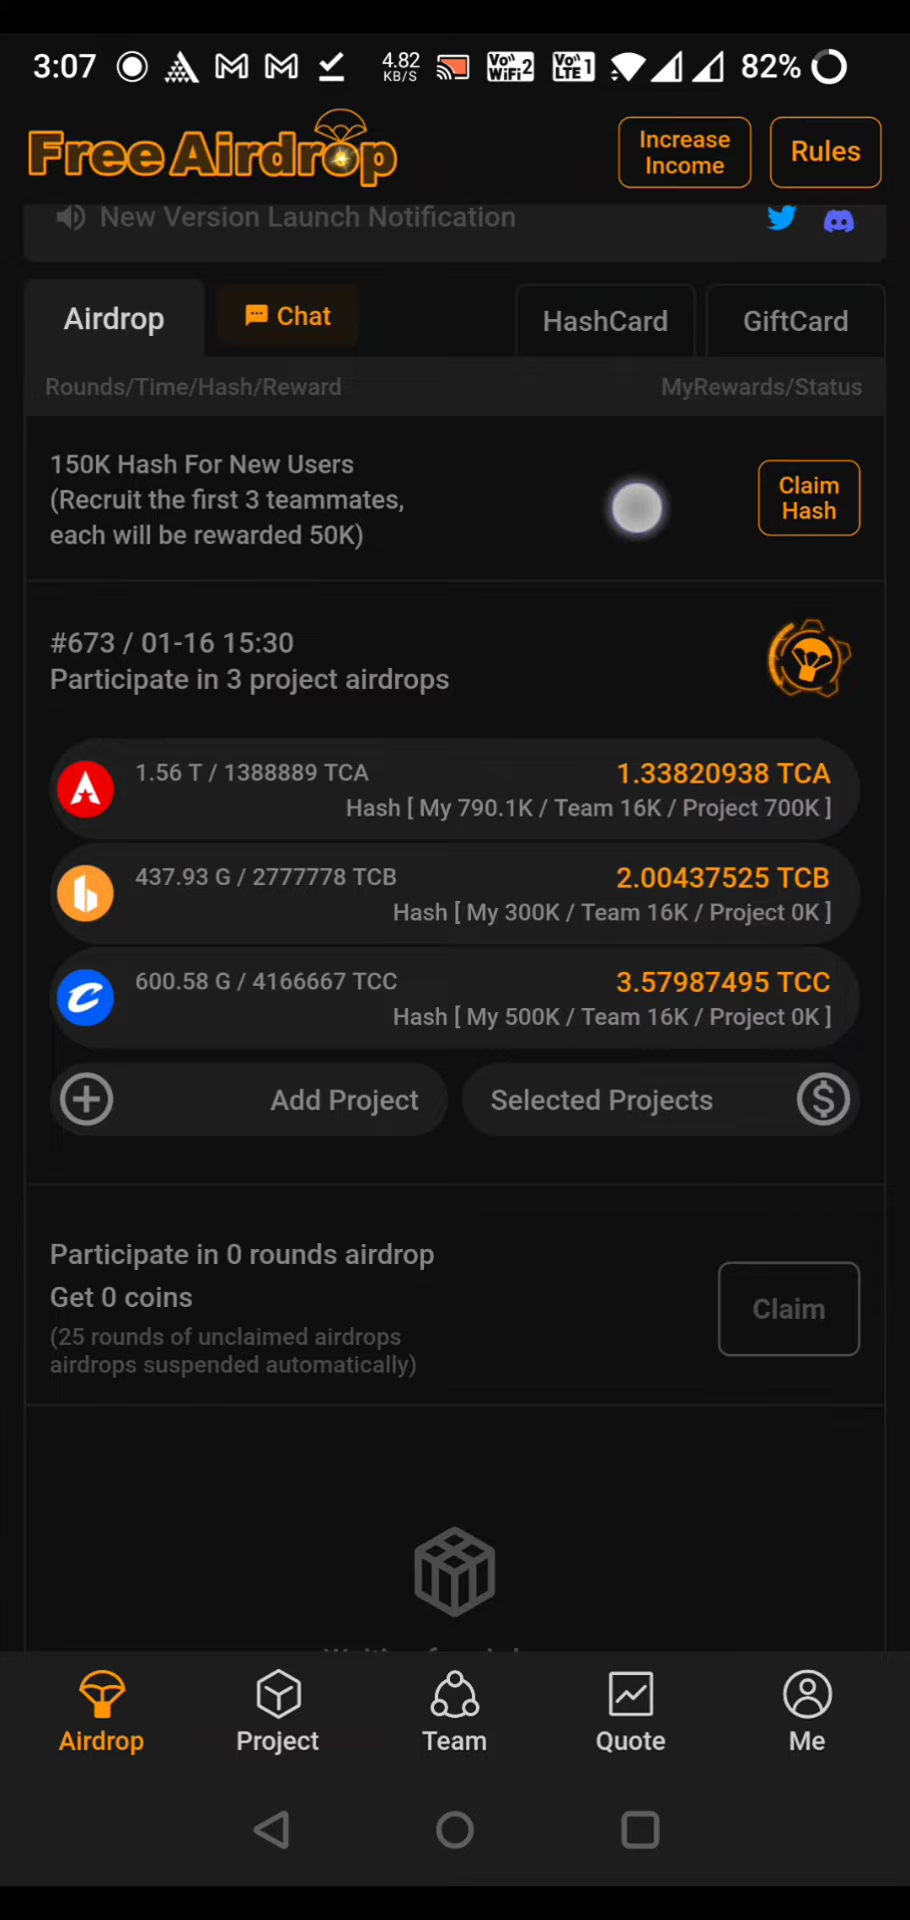 3:07 4.82 KB/S Vo)) WiFi2 Vo)) LTE1 82%
Free Airdrop
Increase Income
Rules
New Version Launch Notification
Airdrop
Chat
HashCard
GiftCard
Rounds/Time/Hash/Reward
MyRewards/Status
150K Hash For New Users
(Recruit the first 3 teammates,
each will be rewarded 50K)
Claim
Hash
#673 / 01-16 15:30
Participate in 3 project airdrops
1.56 T / 1388889 TCA
1.33820938 TCA
Hash [ My 790.1K / Team 16K / Project 700K ]
437.93 G / 2777778 TCB
2.00437525 TCB
Hash [ My 300K / Team 16K / Project 0K ]
600.58 G / 4166667 TCC
3.57987495 TCC
Hash [ My 500K / Team 16K / Project 0K ]
Add Project
Selected Projects
Participate in 0 rounds airdrop
Get 0 coins
(25 rounds of unclaimed airdrops
airdrops suspended automatically)
Claim
Airdrop
Project
Team
Quote
Me